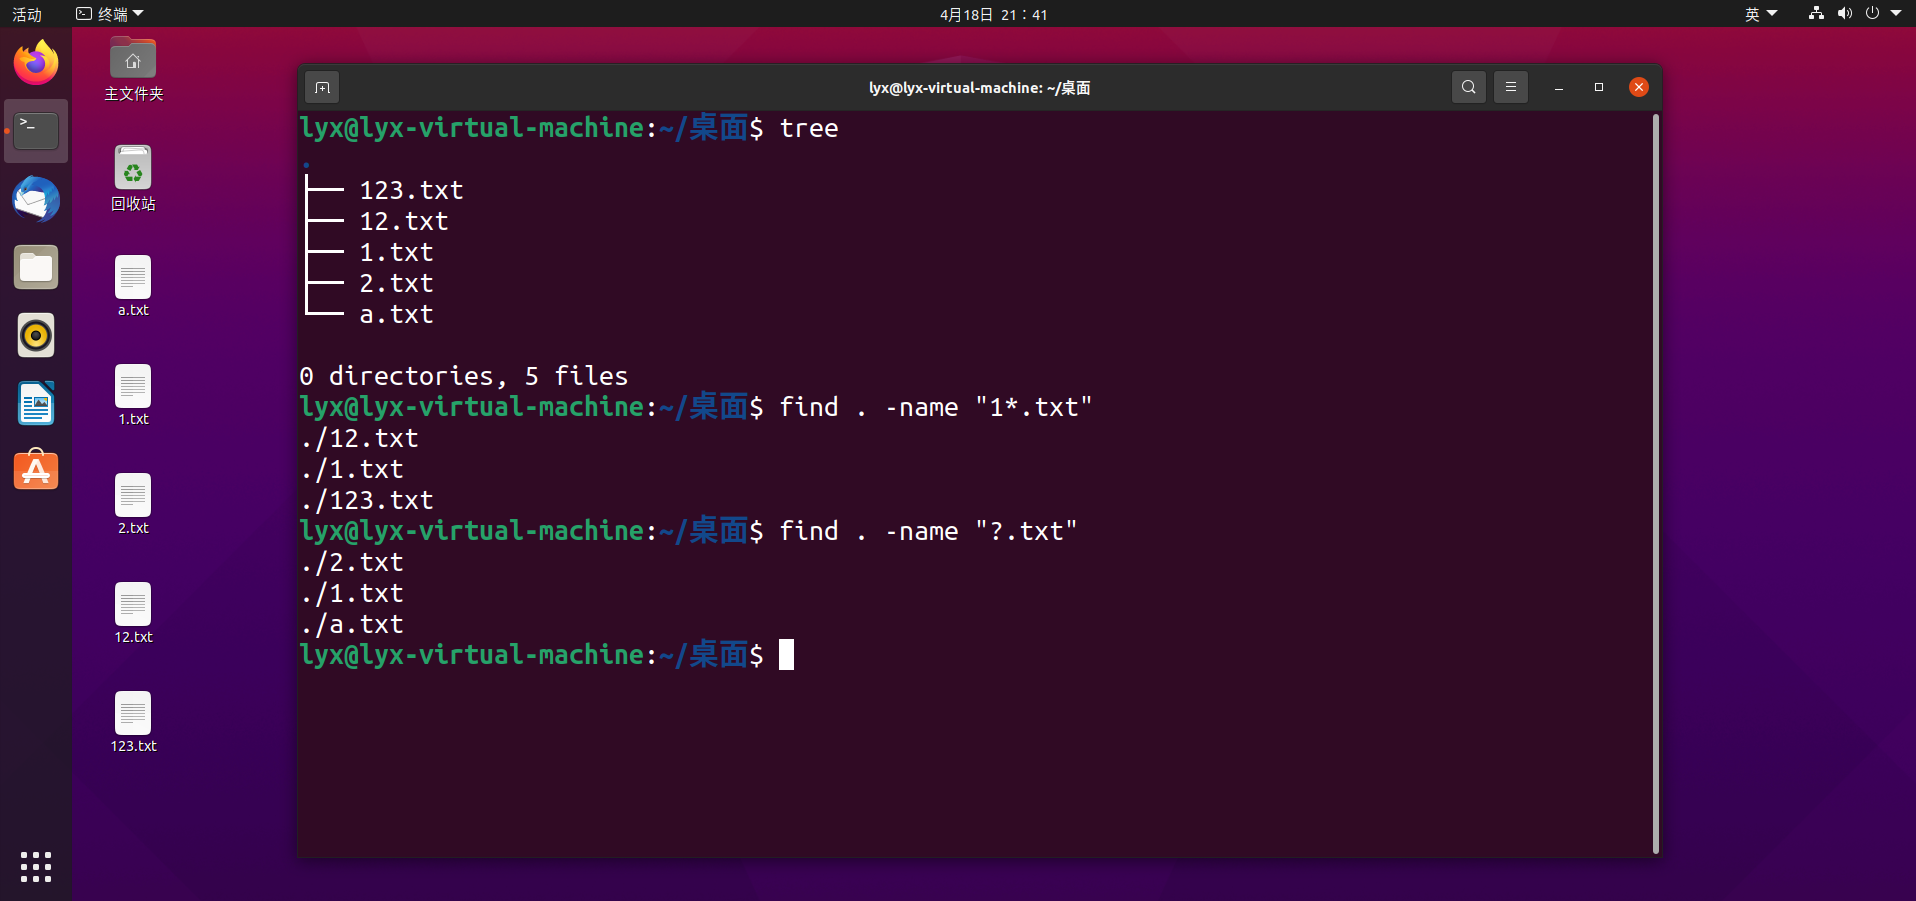 活动 终端 4月18日 21：41 英
主文件夹
回收站
a.txt
1.txt
2.txt
12.txt
123.txt
lyx@lyx-virtual-machine: ~/桌面
lyx@lyx-virtual-machine:~/桌面$ tree
.
├── 123.txt
├── 12.txt
├── 1.txt
├── 2.txt
└── a.txt
0 directories, 5 files
lyx@lyx-virtual-machine:~/桌面$ find . -name "1*.txt"
./12.txt
./1.txt
./123.txt
lyx@lyx-virtual-machine:~/桌面$ find . -name "?.txt"
./2.txt
./1.txt
./a.txt
lyx@lyx-virtual-machine:~/桌面$